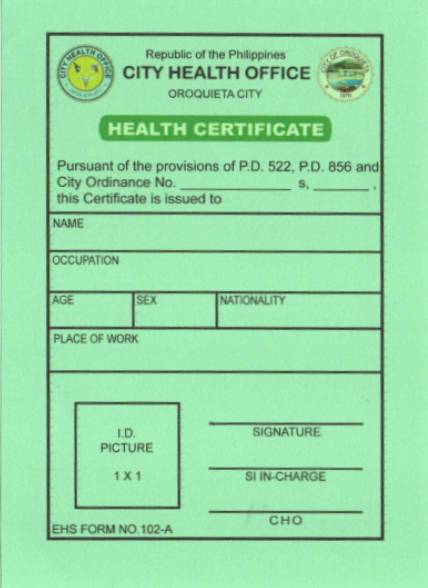 CITY HEALTH OFFICE
CITY OF OROQUIETA
Republic of the Philippines
CITY HEALTH OFFICE
OROQUIETA CITY
HEALTH CERTIFICATE
Pursuant of the provisions of P.D. 522, P.D. 856 and
City Ordinance No. _______________ s, _______ ,
this Certificate is issued to
NAME
OCCUPATION
AGE SEX NATIONALITY
PLACE OF WORK
I.D.
PICTURE
1 X 1
SIGNATURE
SI IN-CHARGE
CHO
EHS FORM NO.102-A